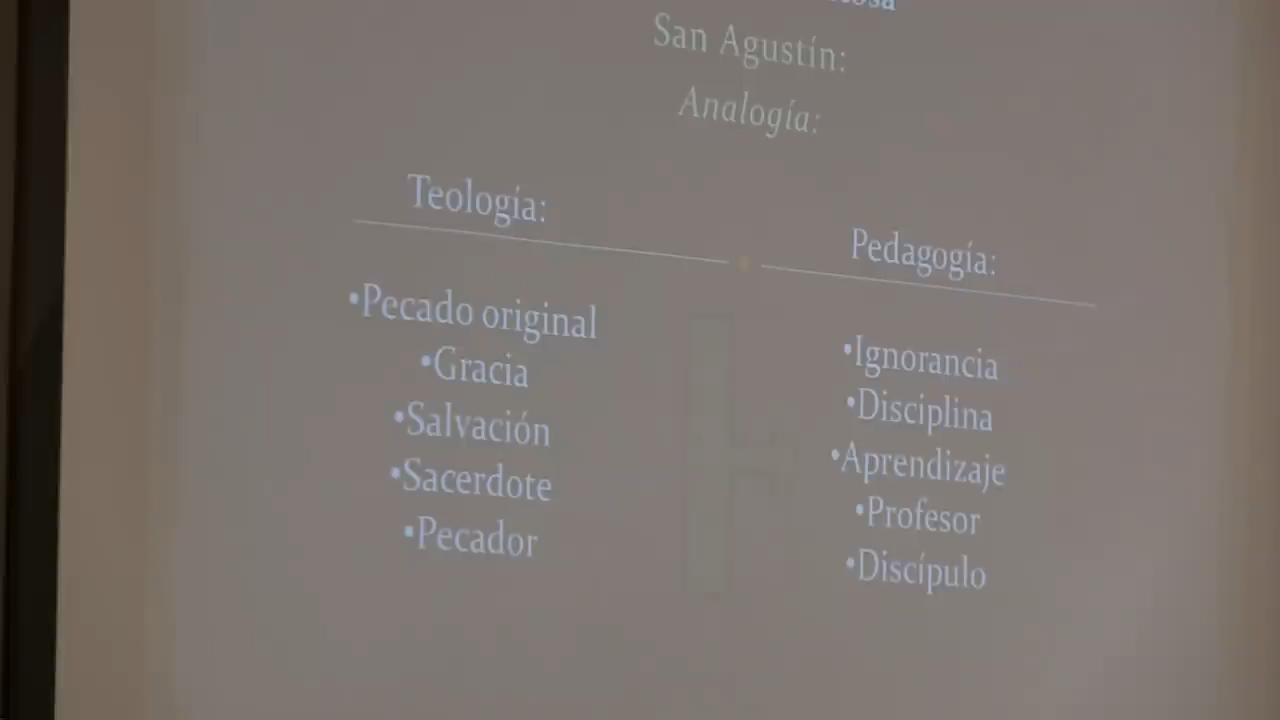 San Agustín:
Analogía:
Teología:
Pedagogía:
•Pecado original
•Gracia
•Salvación
•Sacerdote
•Pecador
•Ignorancia
•Disciplina
•Aprendizaje
•Profesor
•Discípulo